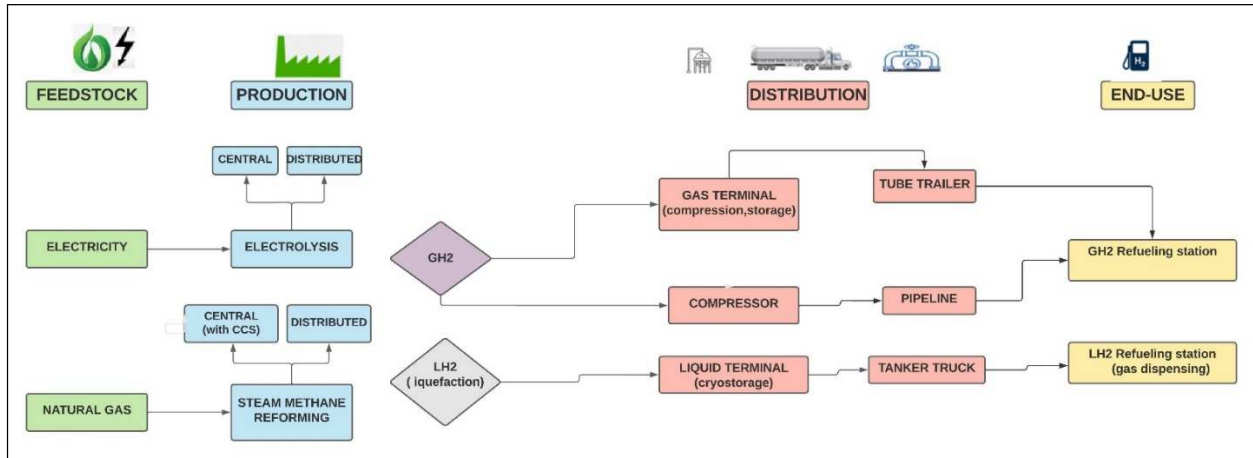 H2
FEEDSTOCK
PRODUCTION
DISTRIBUTION
END-USE
CENTRAL
DISTRIBUTED
ELECTRICITY
ELECTROLYSIS
CENTRAL
(with CCS)
DISTRIBUTED
NATURAL GAS
STEAM METHANE
REFORMING
GH2
LH2
( iquefaction)
GAS TERMINAL
(compression,storage)
TUBE TRAILER
COMPRESSOR
PIPELINE
LIQUID TERMINAL
(cryostorage)
TANKER TRUCK
GH2 Refueling station
LH2 Refueling station
(gas dispensing)